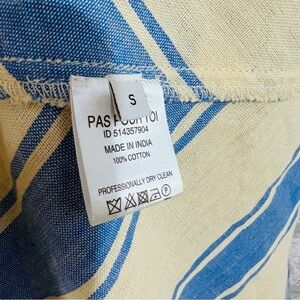 S
PAS POUR TOI
ID 514357904
MADE IN INDIA
100% COTTON
PROFESSIONALLY DRY CLEAN
P